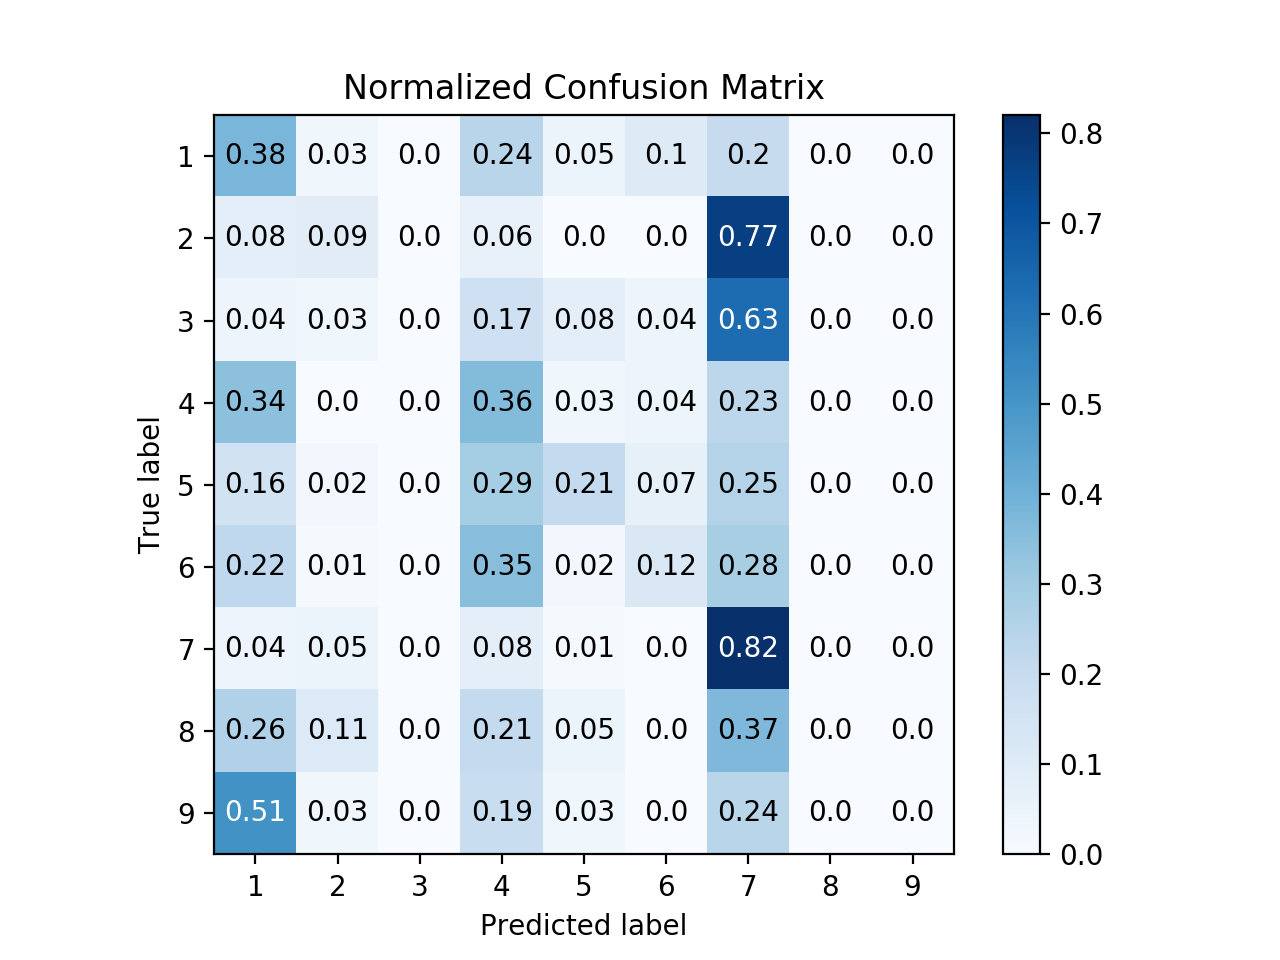 Normalized Confusion Matrix
1 0.38 0.03 0.0 0.24 0.05 0.1 0.2 0.0 0.0
2 0.08 0.09 0.0 0.06 0.0 0.0 0.77 0.0 0.0
3 0.04 0.03 0.0 0.17 0.08 0.04 0.63 0.0 0.0
4 0.34 0.0 0.0 0.36 0.03 0.04 0.23 0.0 0.0
5 0.16 0.02 0.0 0.29 0.21 0.07 0.25 0.0 0.0
6 0.22 0.01 0.0 0.35 0.02 0.12 0.28 0.0 0.0
7 0.04 0.05 0.0 0.08 0.01 0.0 0.82 0.0 0.0
8 0.26 0.11 0.0 0.21 0.05 0.0 0.37 0.0 0.0
9 0.51 0.03 0.0 0.19 0.03 0.0 0.24 0.0 0.0
1 2 3 4 5 6 7 8 9
Predicted label
True label
0.8
0.7
0.6
0.5
0.4
0.3
0.2
0.1
0.0